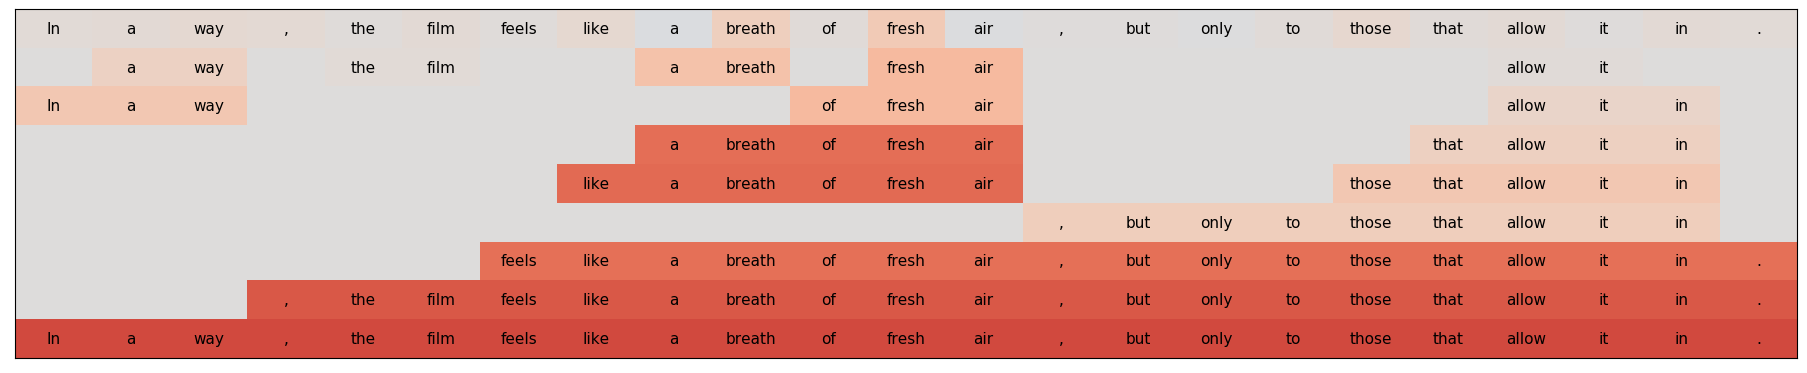 In a way , the film feels like a breath of fresh air , but only to those that allow it in .
a way the film a breath fresh air allow it
In a way of fresh air allow it in
a breath of fresh air that allow it in
like a breath of fresh air those that allow it in
, but only to those that allow it in
feels like a breath of fresh air , but only to those that allow it in .
, the film feels like a breath of fresh air , but only to those that allow it in .
In a way , the film feels like a breath of fresh air , but only to those that allow it in .